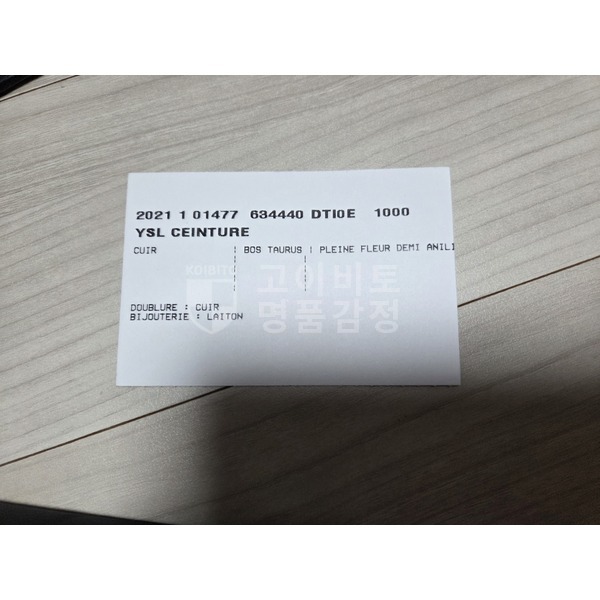 2021 1 01477 634440 DTI0E 1000
YSL CEINTURE
CUIR ¦ BOS TAURUS ¦ PLEINE FLEUR DEMI ANILI
KOIBITO
고이비토
명품감정
DOUBLURE : CUIR
BIJOUTERIE : LAITON